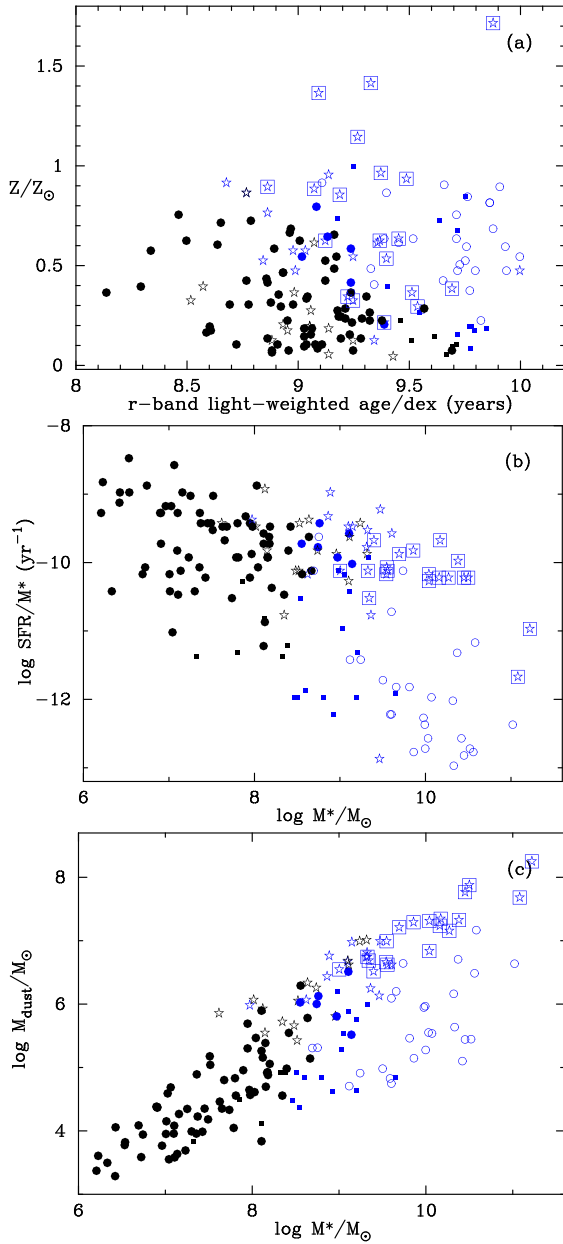 (a)
1.5
1
Z/Z⊙
0.5
0
8 8.5 9 9.5 10
r-band light-weighted age/dex (years)
-8
(b)
log SFR/M* (yr⁻¹)
-10
-12
6 8 10
log M*/M⊙
(c)
8
log M_dust/M⊙
6
4
6 8 10
log M*/M⊙